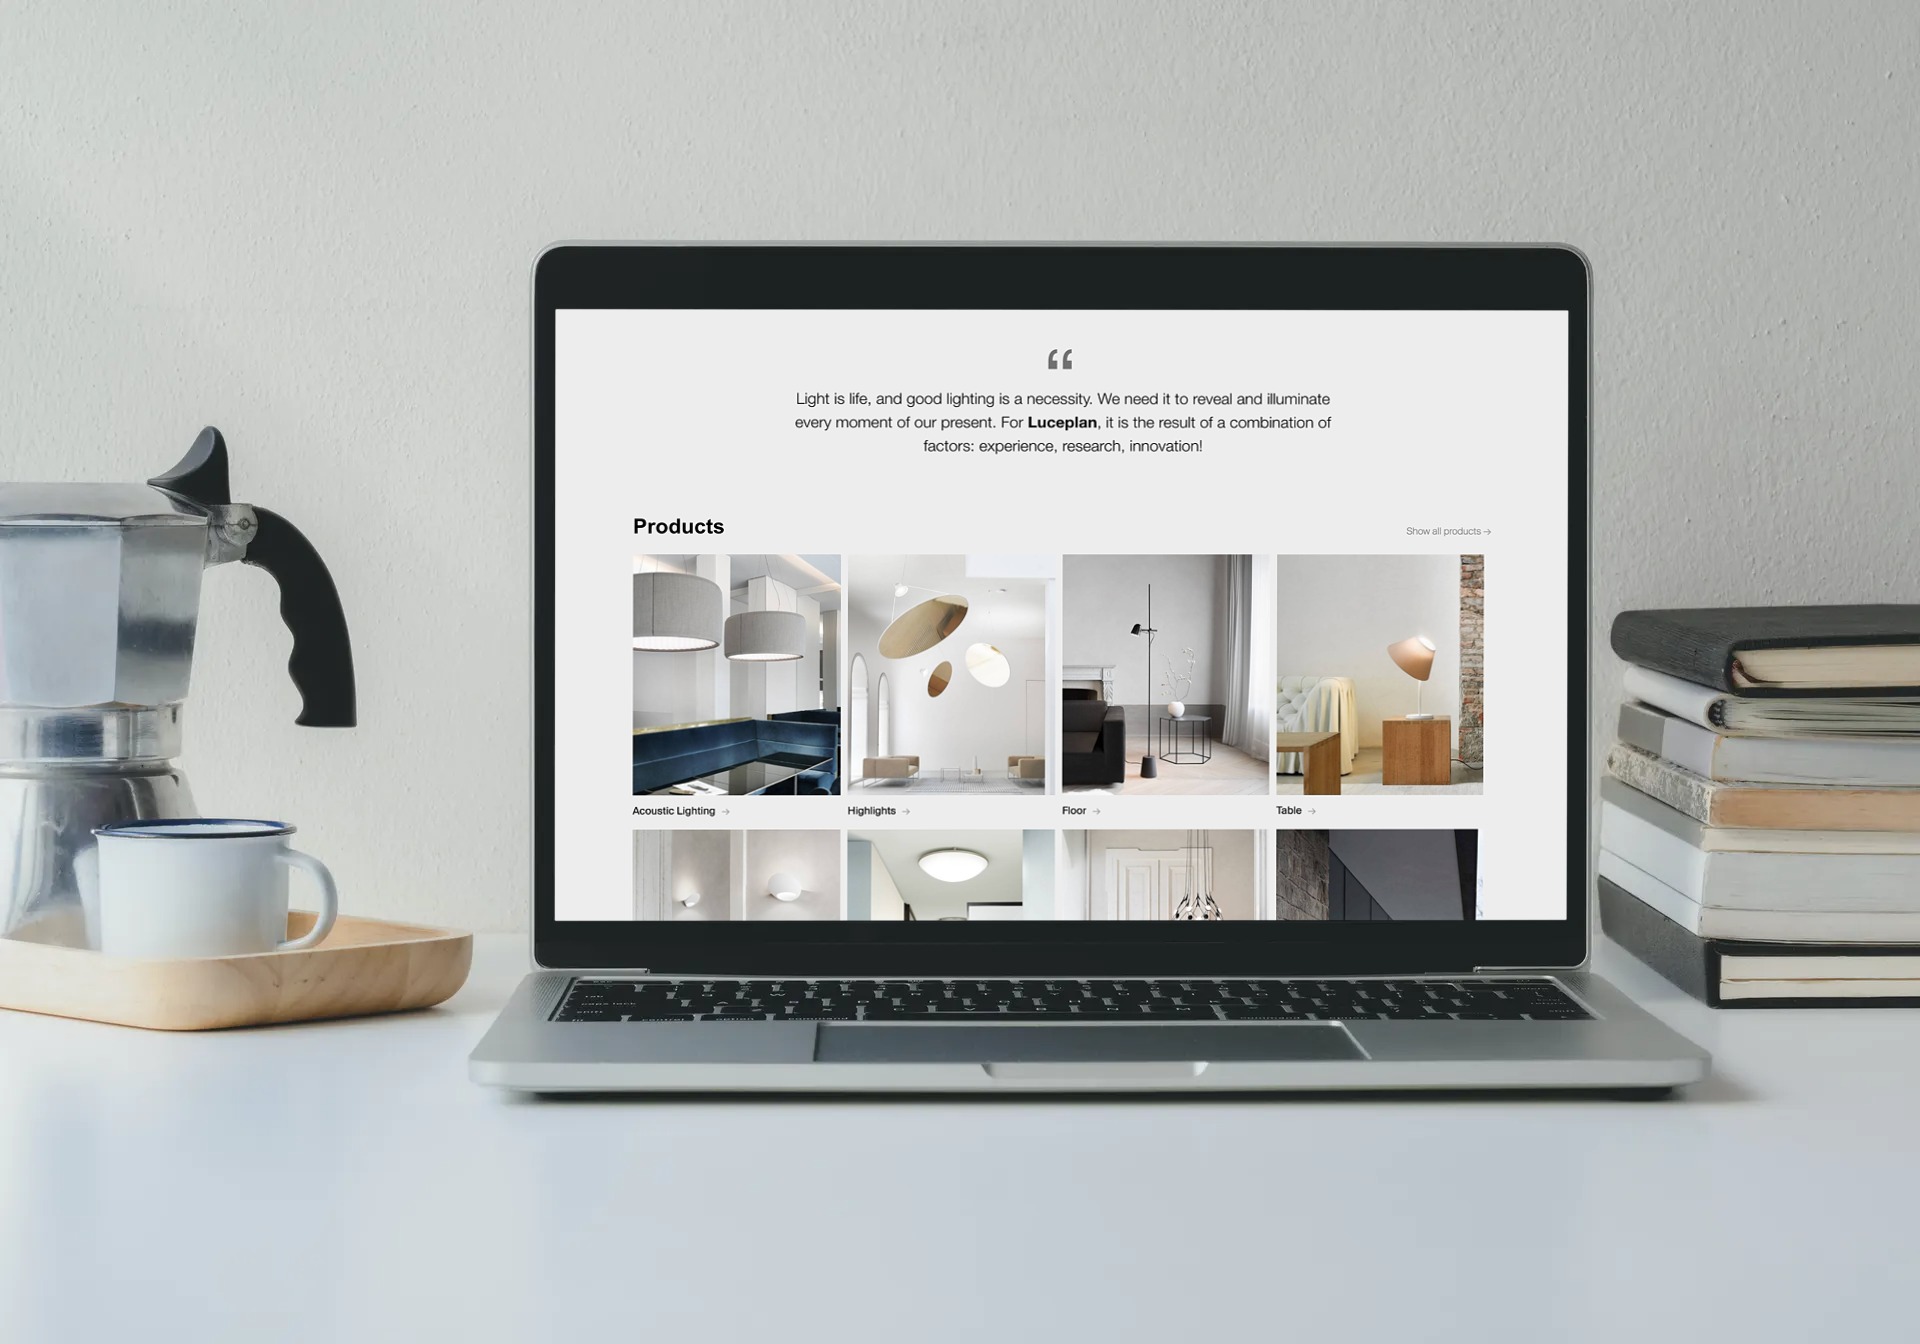 “
Light is life, and good lighting is a necessity. We need it to reveal and illuminate
every moment of our present. For Luceplan, it is the result of a combination of
factors: experience, research, innovation!
Products
Show all products →
Acoustic Lighting →
Highlights →
Floor →
Table →